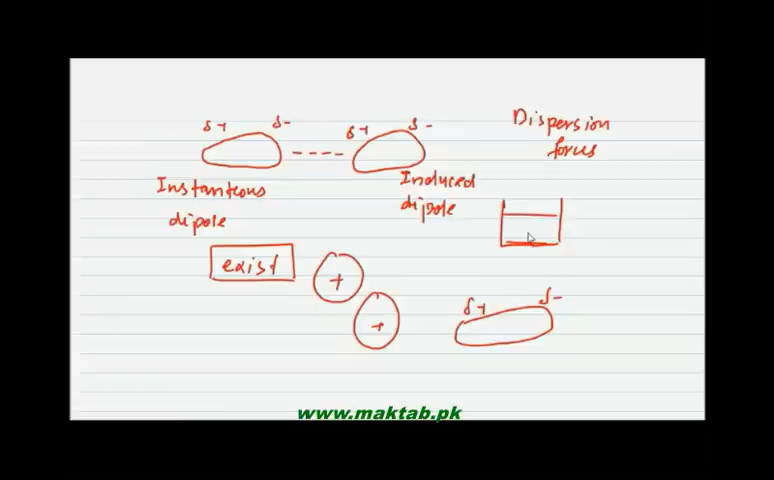 δ+ δ- δ+ δ-
Dispersion
forces
Instanteous
dipole
Induced
dipole
exist
+
+
δ+ δ-
www.maktab.pk